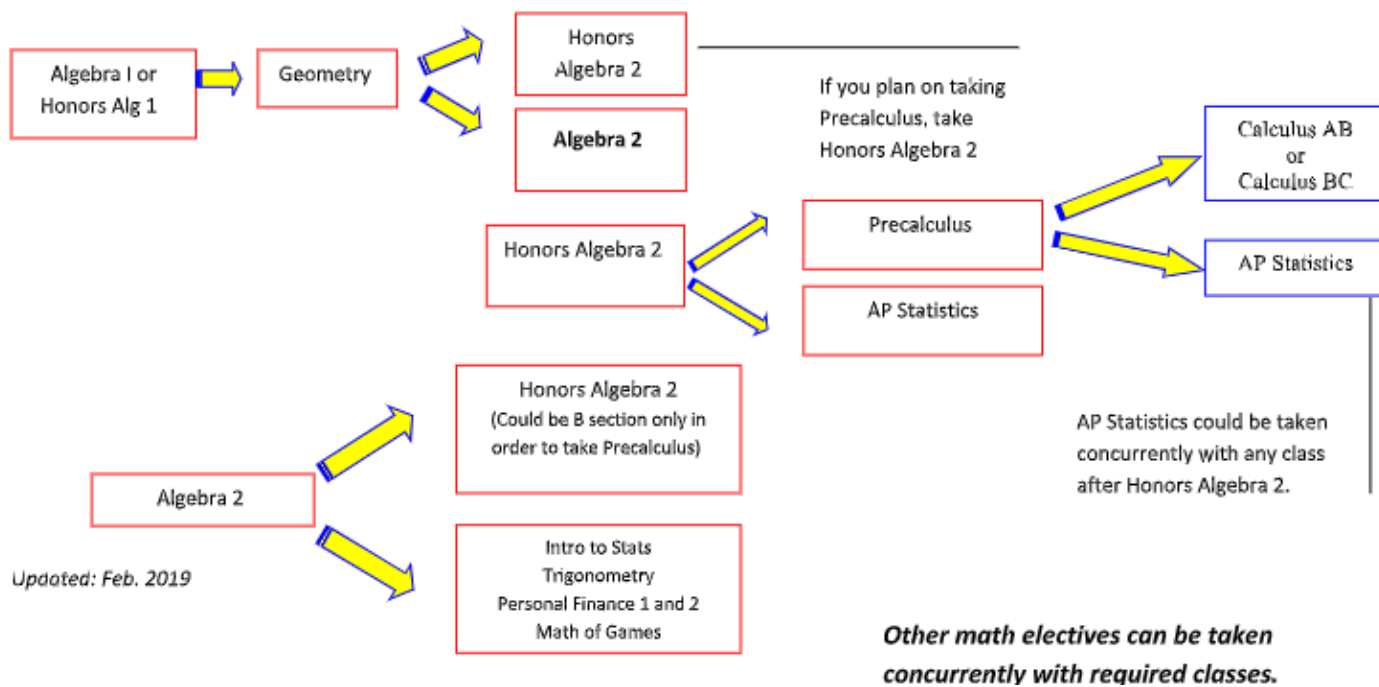 Algebra I or
Honors Alg 1
Geometry
Honors
Algebra 2
Algebra 2
If you plan on taking
Precalculus, take
Honors Algebra 2
Calculus AB
or
Calculus BC
Honors Algebra 2
Precalculus
AP Statistics
AP Statistics
Honors Algebra 2
(Could be B section only in
order to take Precalculus)
AP Statistics could be taken
concurrently with any class
after Honors Algebra 2.
Algebra 2
Intro to Stats
Trigonometry
Personal Finance 1 and 2
Math of Games
Updated: Feb. 2019
Other math electives can be taken
concurrently with required classes.